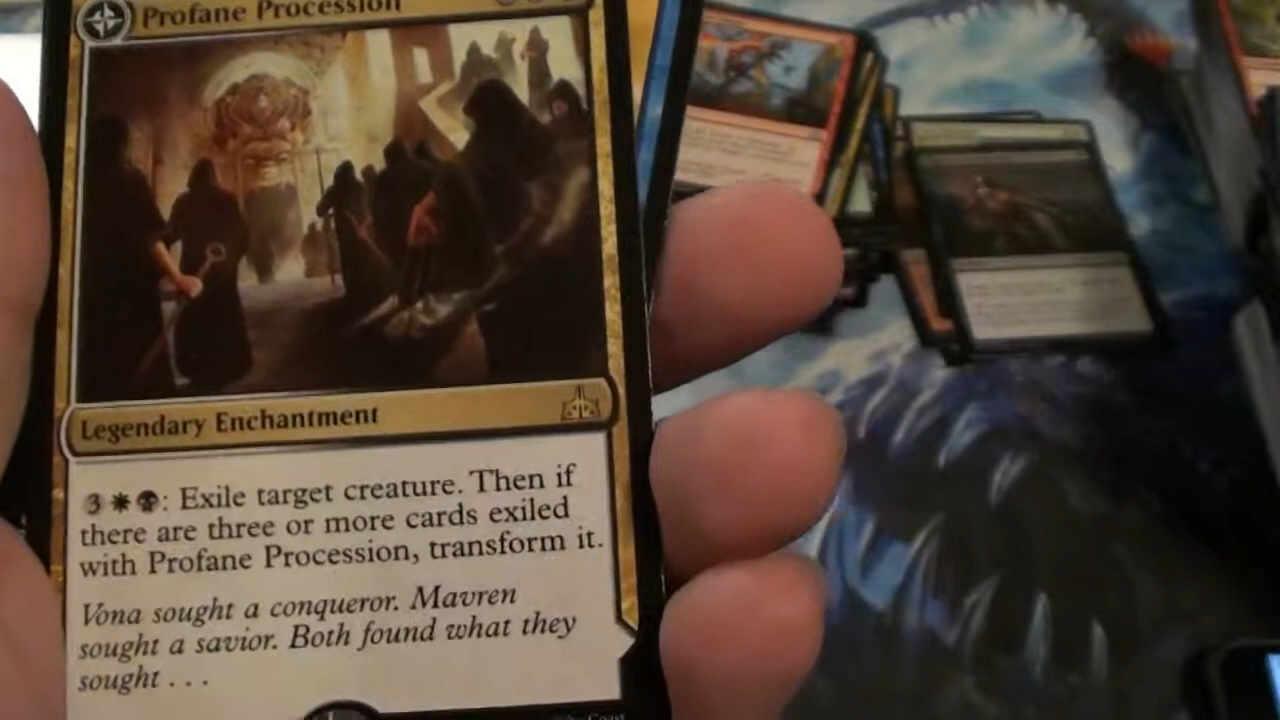 Profane Procession
Legendary Enchantment
3 : Exile target creature. Then if
there are three or more cards exiled
with Profane Procession, transform it.
Vona sought a conqueror. Mavren
sought a savior. Both found what they
sought . . .